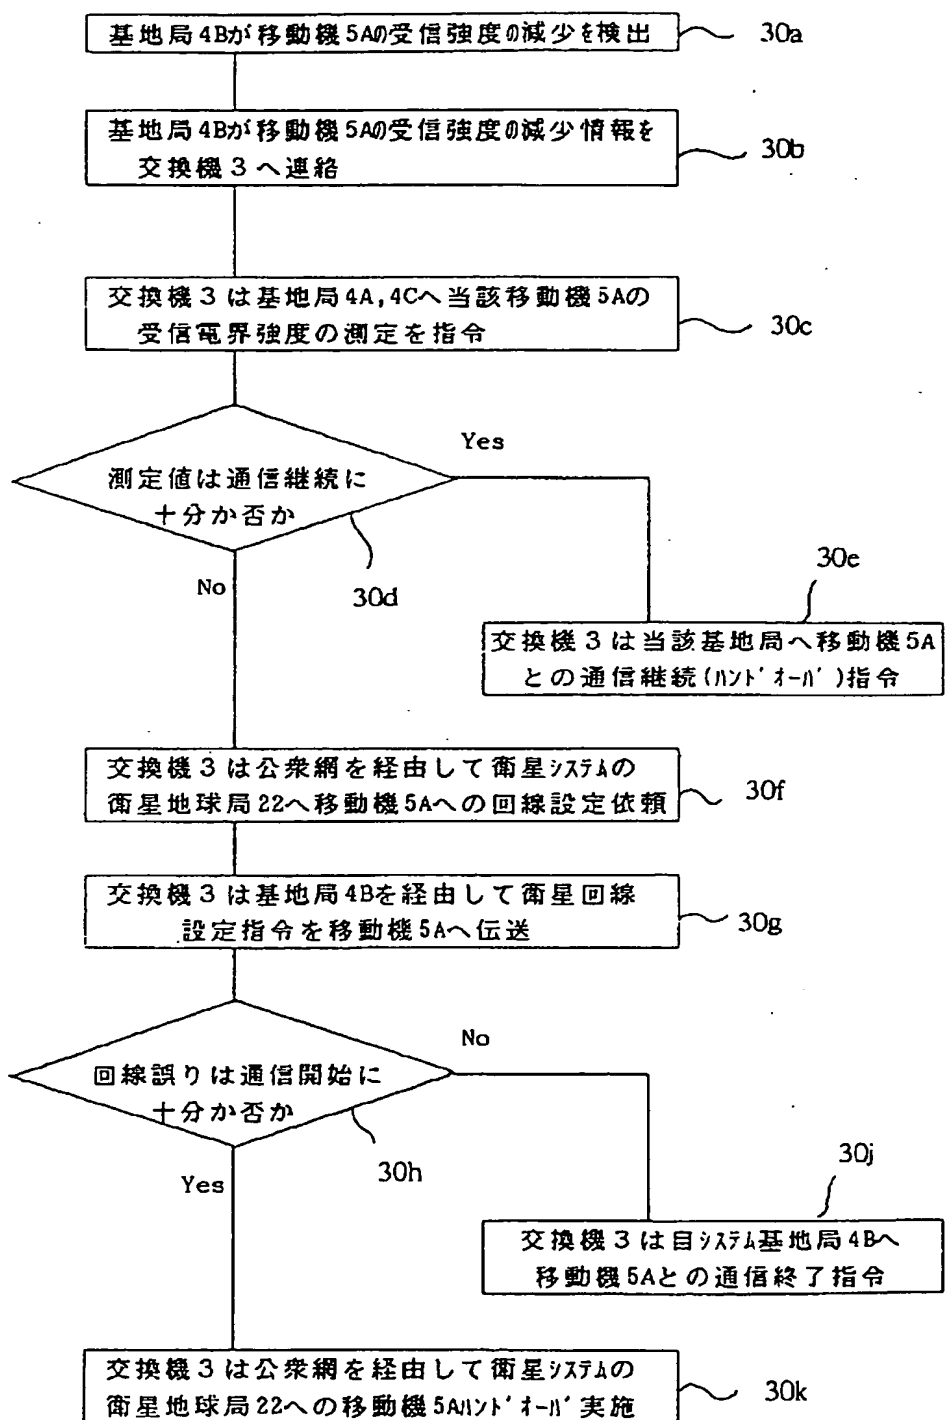 基地局4Bが移動機5Aの受信強度の減少を検出
30a
基地局4Bが移動機5Aの受信強度の減少情報を
交換機3へ連絡
30b
交換機3は基地局4A,4Cへ当該移動機5Aの
受信電界強度の測定を指令
30c
測定値は通信継続に
十分か否か
Yes
No
30d
30e
交換機3は当該基地局へ移動機5A
との通信継続(ﾊﾝﾄﾞｵｰﾊﾞ)指令
交換機3は公衆網を経由して衛星ｼｽﾃﾑの
衛星地球局22へ移動機5Aへの回線設定依頼
30f
交換機3は基地局4Bを経由して衛星回線
設定指令を移動機5Aへ伝送
30g
回線誤りは通信開始に
十分か否か
No
Yes
30h
30j
交換機3は自ｼｽﾃﾑ基地局4Bへ
移動機5Aとの通信終了指令
交換機3は公衆網を経由して衛星ｼｽﾃﾑの
衛星地球局22への移動機5Aﾊﾝﾄﾞｵｰﾊﾞ実施
30k